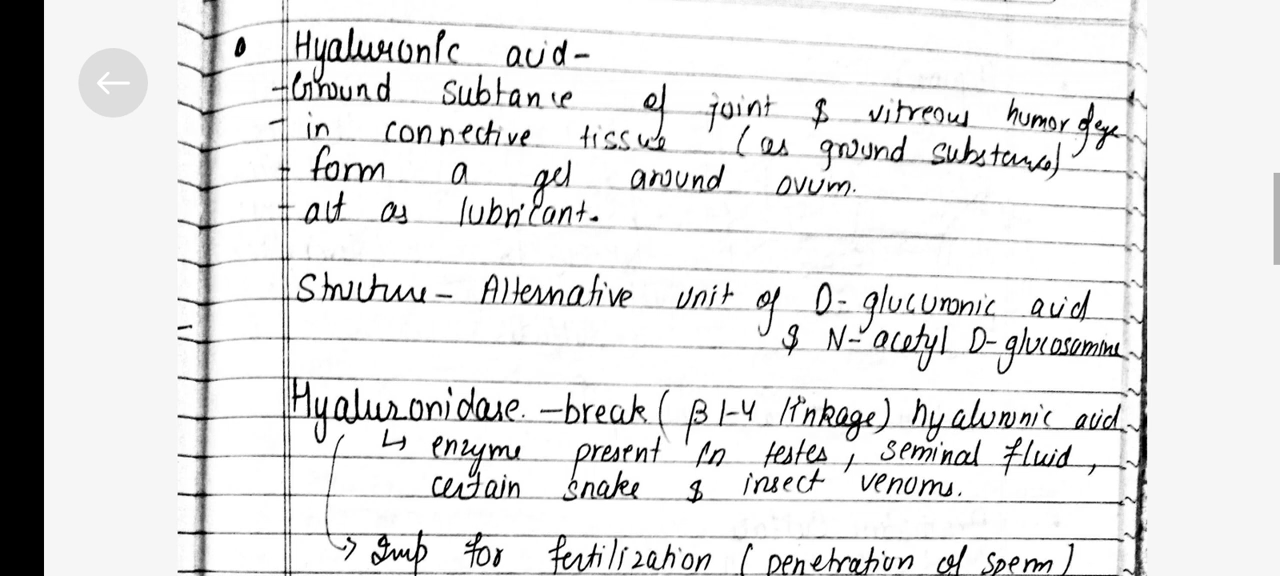 Hyaluronic acid-
- Ground Subtance of joint & vitreous humor of eye
- in connective tissue (as ground substance)
- form a gel around ovum.
- act as lubricant.
Structure - Alternative unit of D-glucuronic acid
& N-acetyl D-glucosamine
Hyaluronidase. - break (β 1-4 linkage) hyaluronic acid
↳ enzyme present in testes, seminal fluid,
certain snake & insect venoms.
→ Imp for fertilization (penetration of sperm)